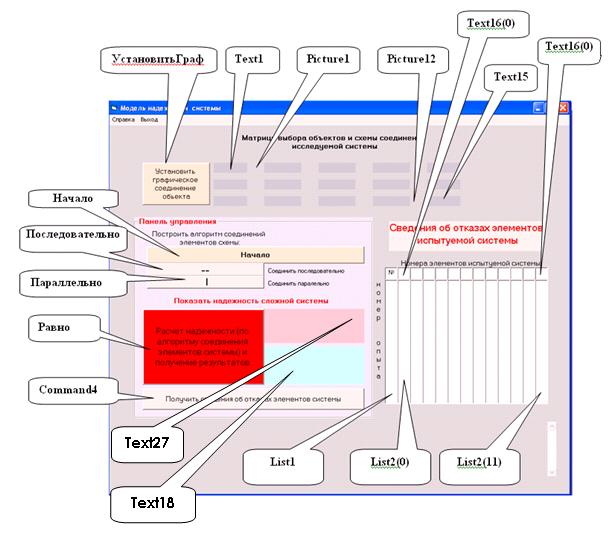 Text16(0)
Text16(0)
УстановитьГраф
Text1
Picture1
Picture12
Text15
Модель надежн и системы
Справка Выход
Матриц выбора объектов и схемы соединен
исследуемой системы
Установить
графическое
соединение
объекта
Начало
Панель управления
Построить алгоритм соединений
элементов схемы:
Сведения об отказах элементов
испытуемой системы
Последовательно
Начало
Номера элементов испытуемой системы
--
Соединить последовательно
№
Параллельно
|
Соединить паралельно
номер опыта
Показать надежность сложной системы
Равно
Расчет надежности (по
алгоритму соединения
элементов системы) и
получение результатов
Command4
Получить сведения об отказах элементов системы
Text27
List1
List2(0)
List2(11)
Text18